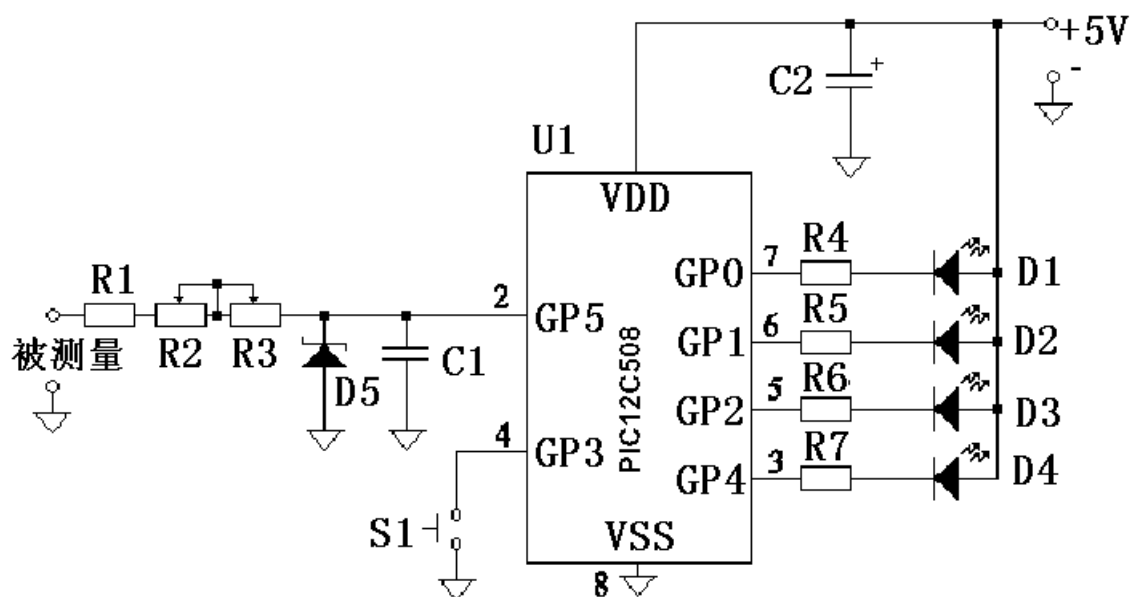 +5V
-
C2
+
U1
VDD
R4
7
GP0
D1
R1
2
GP5
R5
6
GP1
D2
被测量
R2
R3
D5
C1
R6
5
GP2
D3
PIC12C508
4
GP3
R7
3
GP4
D4
S1
VSS
8